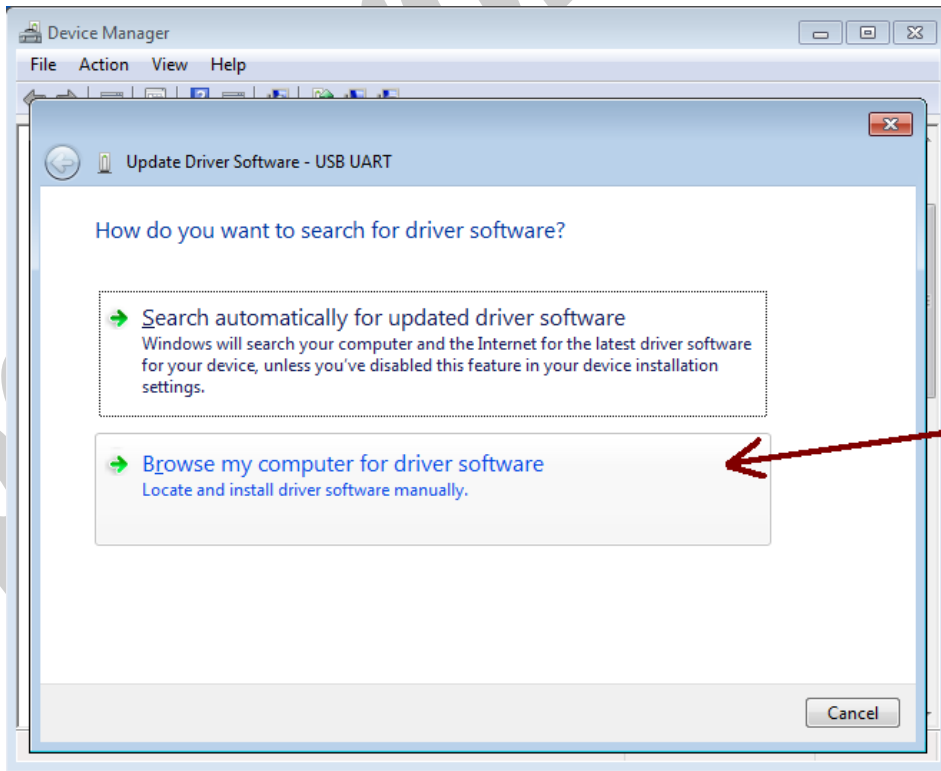 Device Manager
File Action View Help
Update Driver Software - USB UART
How do you want to search for driver software?
Search automatically for updated driver software
Windows will search your computer and the Internet for the latest driver software
for your device, unless you've disabled this feature in your device installation
settings.
Browse my computer for driver software
Locate and install driver software manually.
Cancel